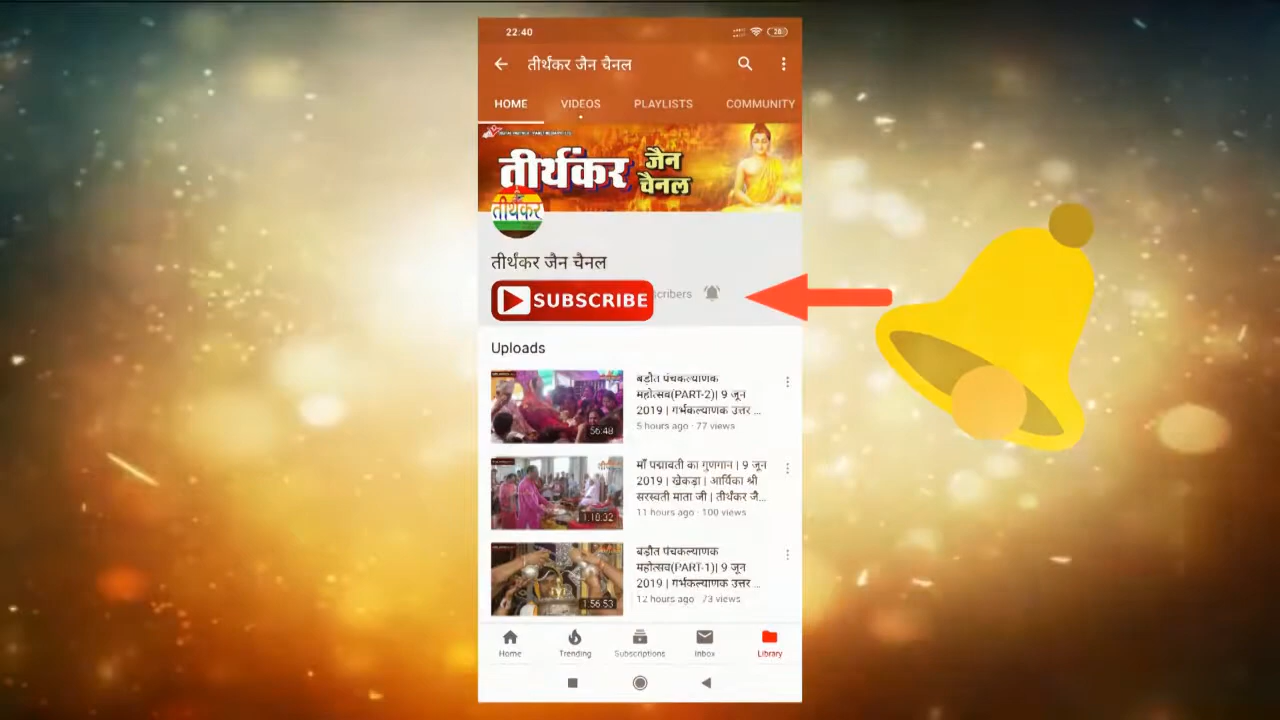 22:40
28
तीर्थंकर जैन चैनल
HOME VIDEOS PLAYLISTS COMMUNITY
तीर्थंकर जैन चैनल
तीर्थंकर
तीर्थंकर जैन चैनल
SUBSCRIBE cribers
Uploads
बड़ौत पंचकल्याणक
महोत्सव(PART-2)| 9 जून
2019 | गर्भकल्याणक उत्तर ...
5 hours ago · 77 views
56:48
माँ पद्मावती का गुणगान | 9 जून
2019 | खेकड़ा | आर्यिका श्री
सरस्वती माता जी | तीर्थंकर जै...
11 hours ago · 100 views
1:10:32
बड़ौत पंचकल्याणक
महोत्सव(PART-1)| 9 जून
2019 | गर्भकल्याणक उत्तर ...
12 hours ago · 73 views
1:56:53
Home Trending Subscriptions Inbox Library